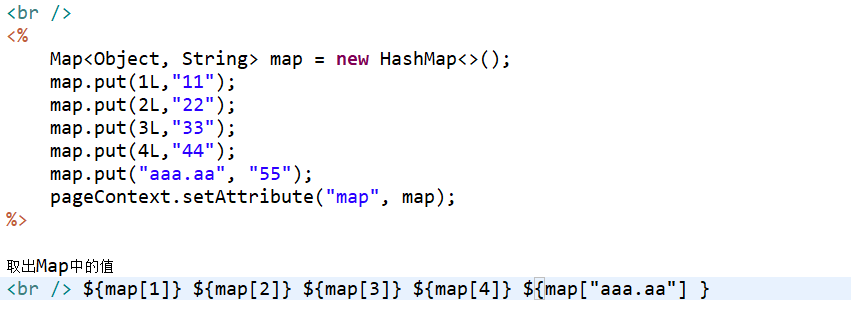 <br />
<%
    Map<Object, String> map = new HashMap<>();
    map.put(1L,"11");
    map.put(2L,"22");
    map.put(3L,"33");
    map.put(4L,"44");
    map.put("aaa.aa", "55");
    pageContext.setAttribute("map", map);
%>
取出Map中的值
<br /> ${map[1]} ${map[2]} ${map[3]} ${map[4]} ${map["aaa.aa"] }